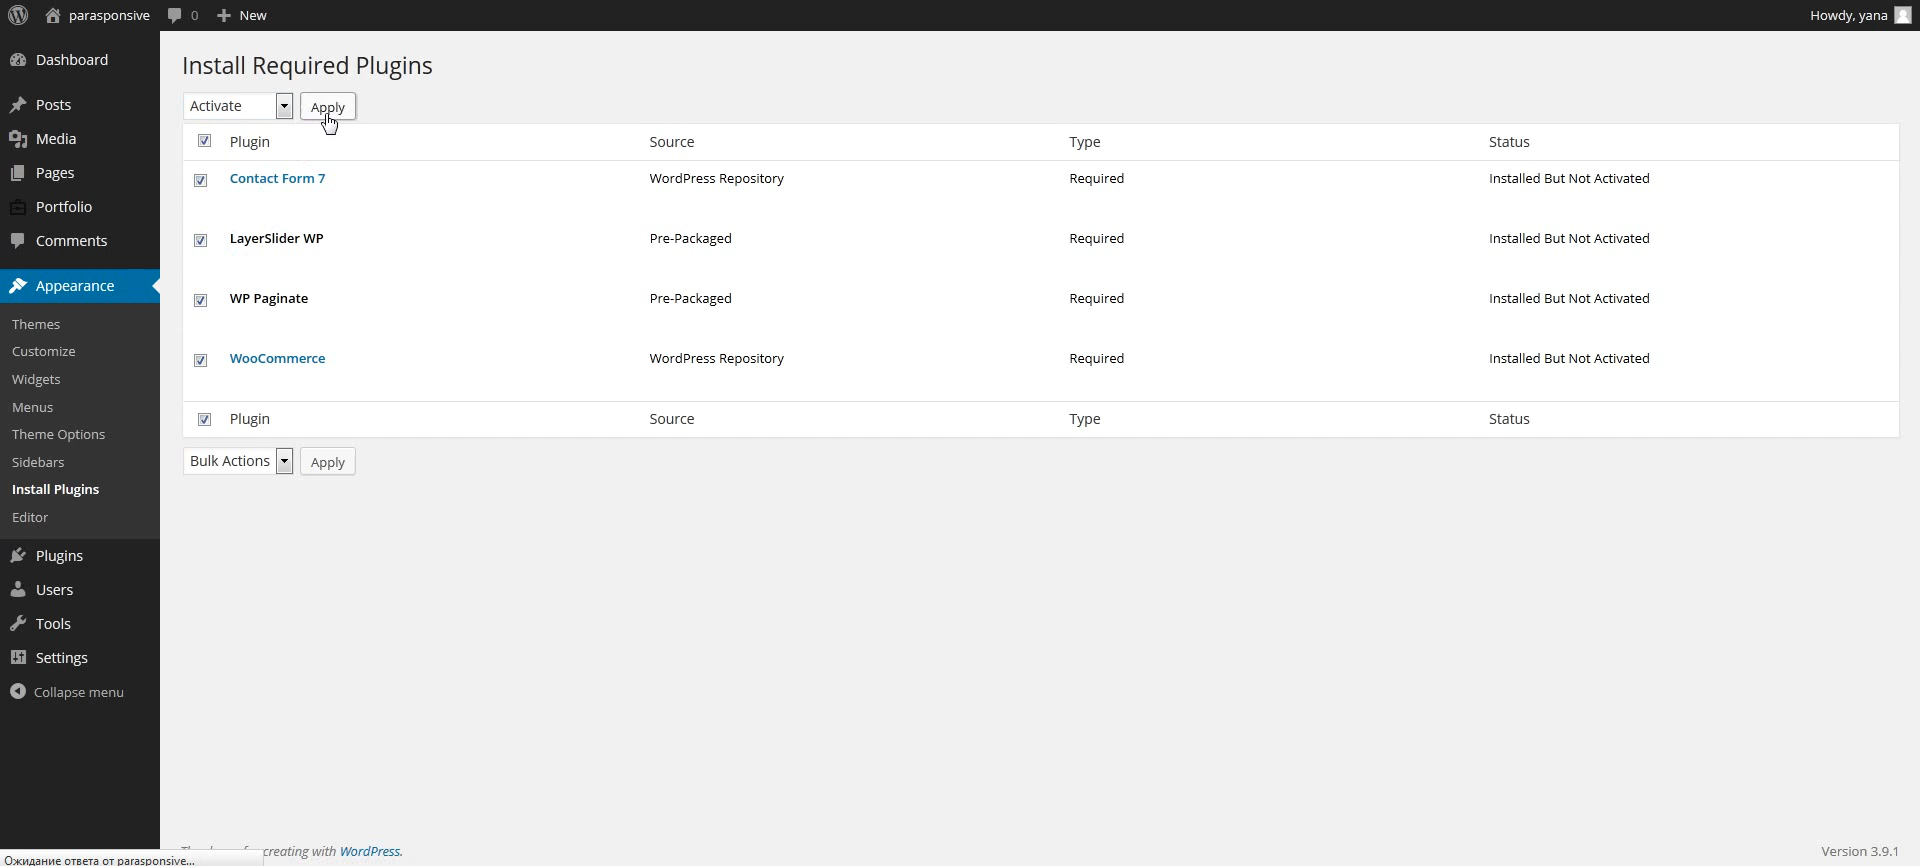 parasponsive 0 New Howdy, yana
Dashboard
Posts
Media
Pages
Portfolio
Comments
Appearance
Themes
Customize
Widgets
Menus
Theme Options
Sidebars
Install Plugins
Editor
Plugins
Users
Tools
Settings
Collapse menu
Install Required Plugins
Activate Apply
Plugin Source Type Status
Contact Form 7 WordPress Repository Required Installed But Not Activated
LayerSlider WP Pre-Packaged Required Installed But Not Activated
WP Paginate Pre-Packaged Required Installed But Not Activated
WooCommerce WordPress Repository Required Installed But Not Activated
Plugin Source Type Status
Bulk Actions Apply
creating with WordPress. Version 3.9.1
Ожидание ответа от parasponsive...